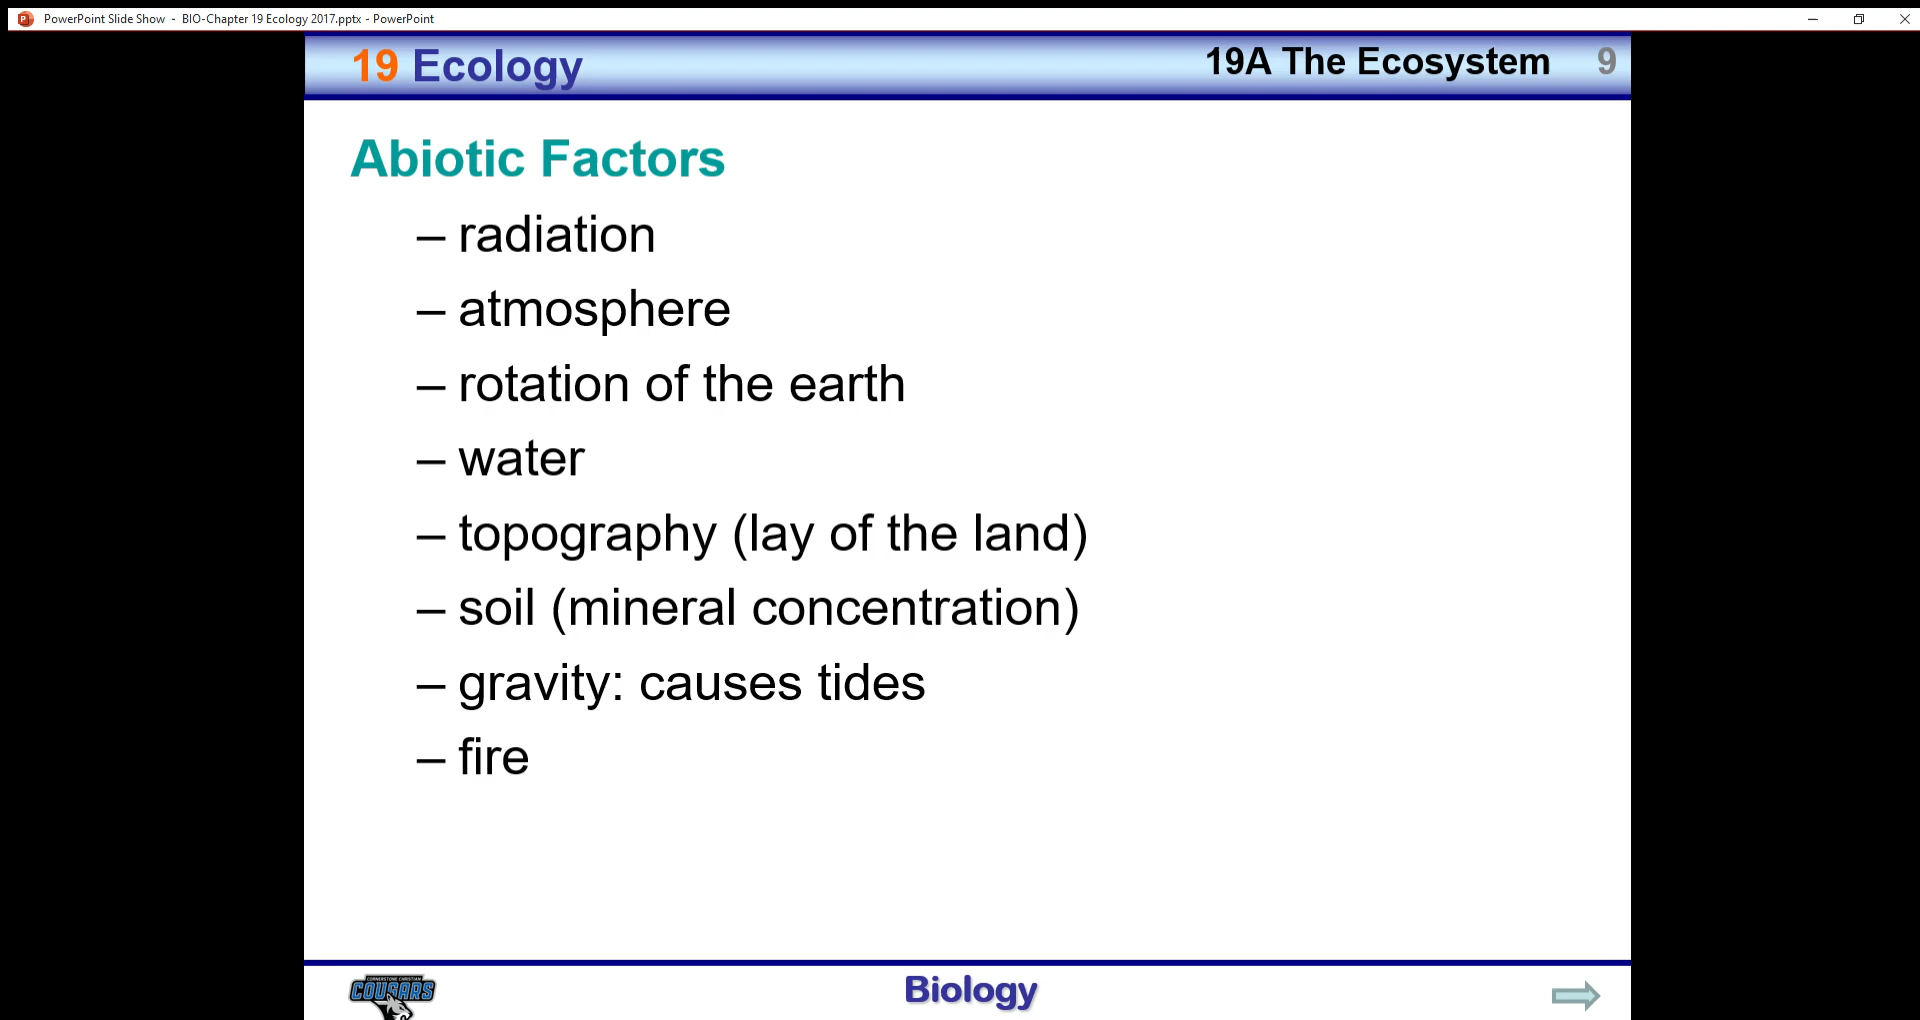 PowerPoint Slide Show - BIO-Chapter 19 Ecology 2017.pptx - PowerPoint
19 Ecology
19A The Ecosystem 9
Abiotic Factors
– radiation
– atmosphere
– rotation of the earth
– water
– topography (lay of the land)
– soil (mineral concentration)
– gravity: causes tides
– fire
CORNERSTONE CHRISTIAN
COUGARS
Biology